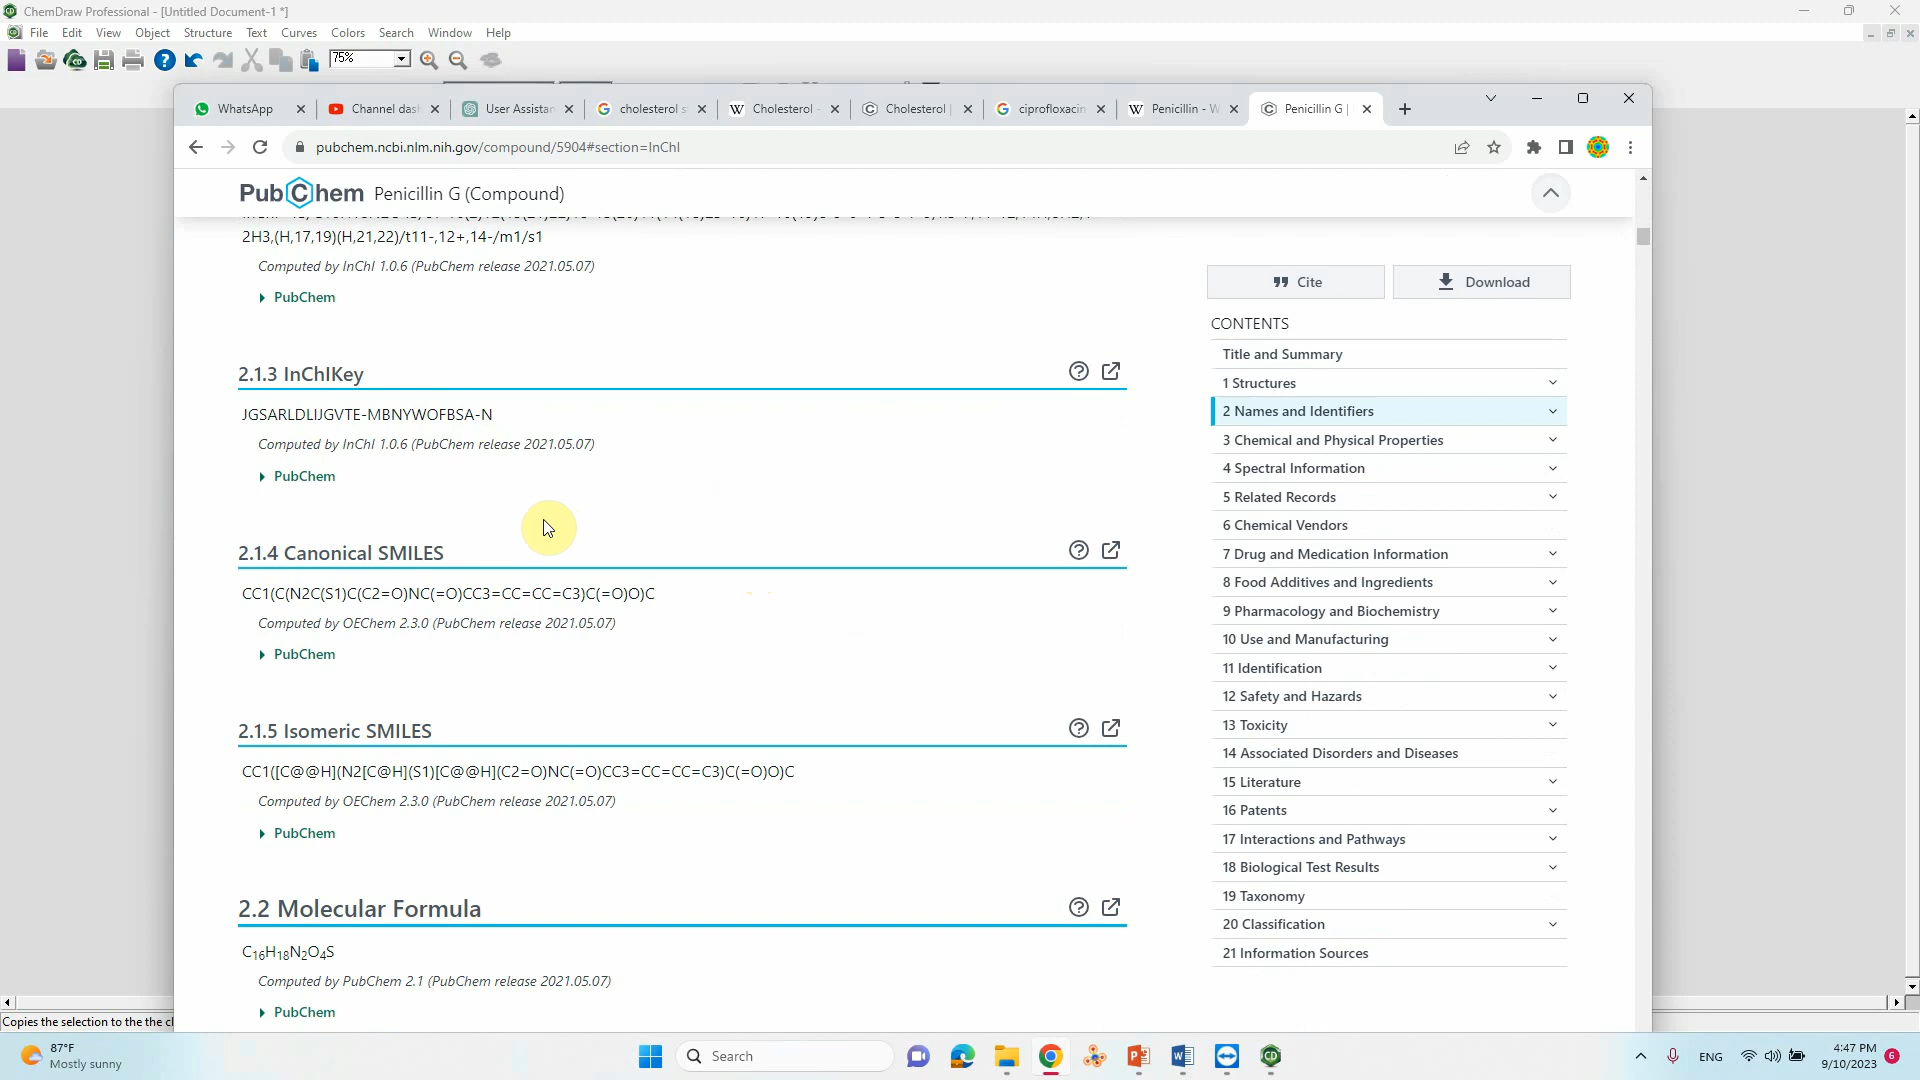 ChemDraw Professional - [Untitled Document-1 *]
File Edit View Object Structure Text Curves Colors Search Window Help
75%
WhatsApp
Channel das
User Assistan
cholesterol s
Cholesterol -
Cholesterol |
ciprofloxacin
Penicillin - W
Penicillin G |
pubchem.ncbi.nlm.nih.gov/compound/5904#section=InChI
PubChem Penicillin G (Compound)
2H3,(H,17,19)(H,21,22)/t11-,12+,14-/m1/s1
Computed by InChI 1.0.6 (PubChem release 2021.05.07)
PubChem
2.1.3 InChIKey
JGSARLDLIJGVTE-MBNYWOFBSA-N
Computed by InChI 1.0.6 (PubChem release 2021.05.07)
PubChem
2.1.4 Canonical SMILES
CC1(C(N2C(S1)C(C2=O)NC(=O)CC3=CC=CC=C3)C(=O)O)C
Computed by OEChem 2.3.0 (PubChem release 2021.05.07)
PubChem
2.1.5 Isomeric SMILES
CC1([C@@H](N2[C@H](S1)[C@@H](C2=O)NC(=O)CC3=CC=CC=C3)C(=O)O)C
Computed by OEChem 2.3.0 (PubChem release 2021.05.07)
PubChem
2.2 Molecular Formula
C₁₆H₁₈N₂O₄S
Computed by PubChem 2.1 (PubChem release 2021.05.07)
PubChem
Cite
Download
CONTENTS
Title and Summary
1 Structures
2 Names and Identifiers
3 Chemical and Physical Properties
4 Spectral Information
5 Related Records
6 Chemical Vendors
7 Drug and Medication Information
8 Food Additives and Ingredients
9 Pharmacology and Biochemistry
10 Use and Manufacturing
11 Identification
12 Safety and Hazards
13 Toxicity
14 Associated Disorders and Diseases
15 Literature
16 Patents
17 Interactions and Pathways
18 Biological Test Results
19 Taxonomy
20 Classification
21 Information Sources
Copies the selection to the the cl
87°F
Mostly sunny
Search
ENG
4:47 PM
9/10/2023
6